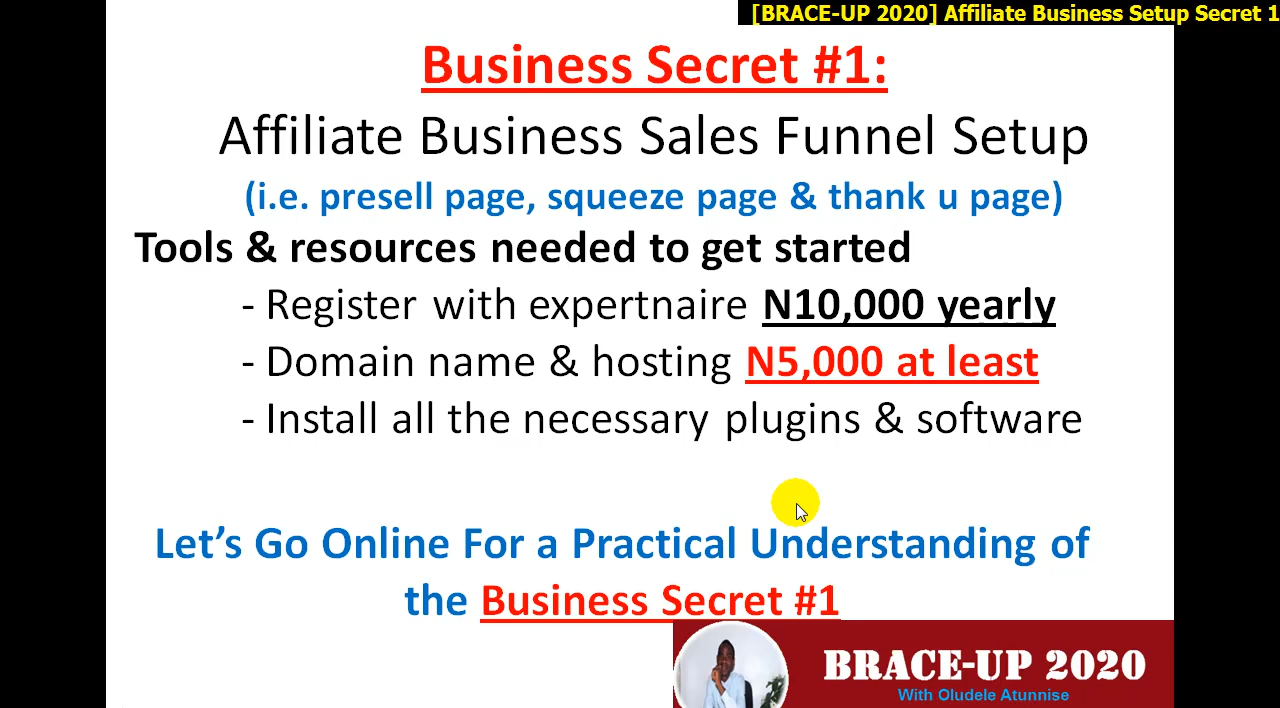 [BRACE-UP 2020] Affiliate Business Setup Secret 1
Business Secret #1:
Affiliate Business Sales Funnel Setup
(i.e. presell page, squeeze page & thank u page)
Tools & resources needed to get started
- Register with expertnaire N10,000 yearly
- Domain name & hosting N5,000 at least
- Install all the necessary plugins & software
Let's Go Online For a Practical Understanding of
the Business Secret #1
BRACE-UP 2020
With Oludele Atunnise